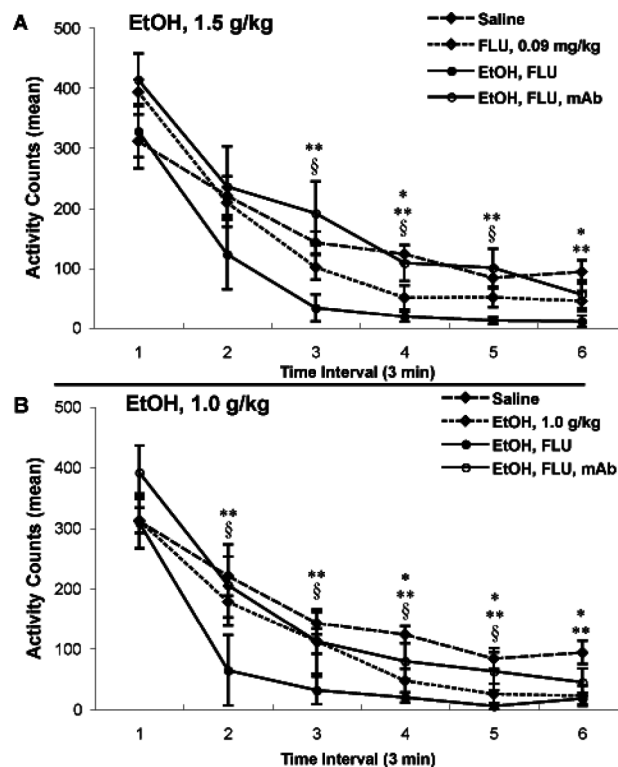 A
EtOH, 1.5 g/kg
Saline
FLU, 0.09 mg/kg
EtOH, FLU
EtOH, FLU, mAb
Activity Counts (mean)
500
400
300
200
100
0
** 
§
*
**
§
**
§
*
**
1 2 3 4 5 6
Time Interval (3 min)
B
EtOH, 1.0 g/kg
Saline
EtOH, 1.0 g/kg
EtOH, FLU
EtOH, FLU, mAb
Activity Counts (mean)
500
400
300
200
100
0
**
§
**
§
*
**
§
*
**
§
*
**
1 2 3 4 5 6
Time Interval (3 min)